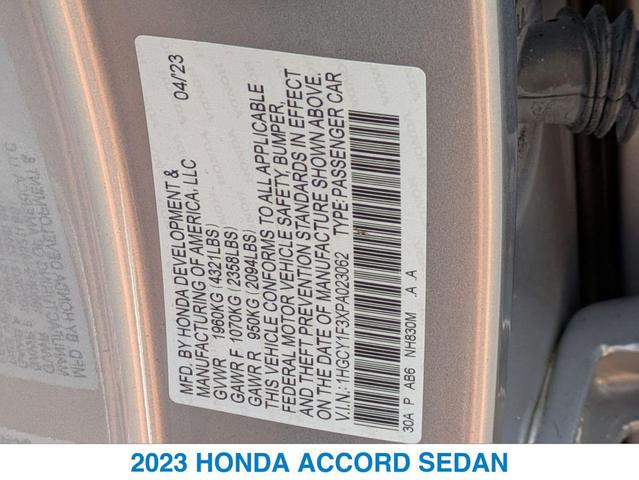 04/'23
MFD. BY HONDA DEVELOPMENT &
MANUFACTURING OF AMERICA, LLC
GVWR 1960KG (4321LBS)
GAWR F 1070KG (2358LBS)
GAWR R 950KG (2094LBS)
THIS VEHICLE CONFORMS TO ALL APPLICABLE
FEDERAL MOTOR VEHICLE SAFETY, BUMPER,
AND THEFT PREVENTION STANDARDS IN EFFECT
ON THE DATE OF MANUFACTURE SHOWN ABOVE.
V.I.N.: 1HGCY1F3XPA023062 TYPE: PASSENGER CAR
30A P AB6 NH830M .A .A
2023 HONDA ACCORD SEDAN